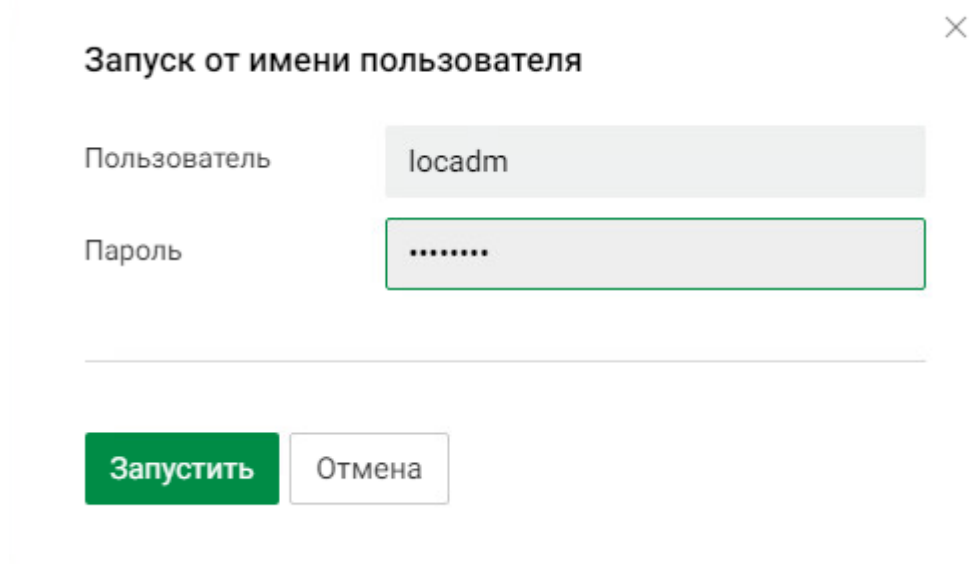 Запуск от имени пользователя
Пользователь locadm
Пароль ••••••••
Запустить Отмена